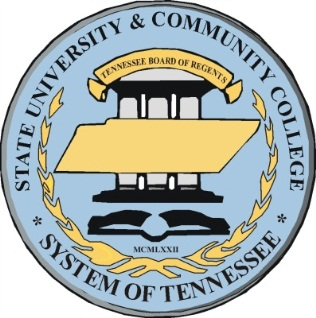 STATE UNIVERSITY & COMMUNITY COLLEGE
* SYSTEM OF TENNESSEE *
TENNESSEE BOARD OF REGENTS
MCMLXXII